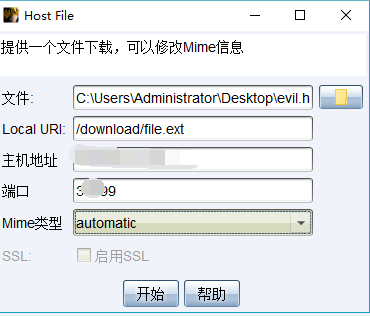 Host File
提供一个文件下载，可以修改Mime信息
文件: C:\Users\Administrator\Desktop\evil.h
Local URI: /download/file.ext
主机地址
端口 3 99
Mime类型 automatic
SSL: 启用SSL
开始 帮助